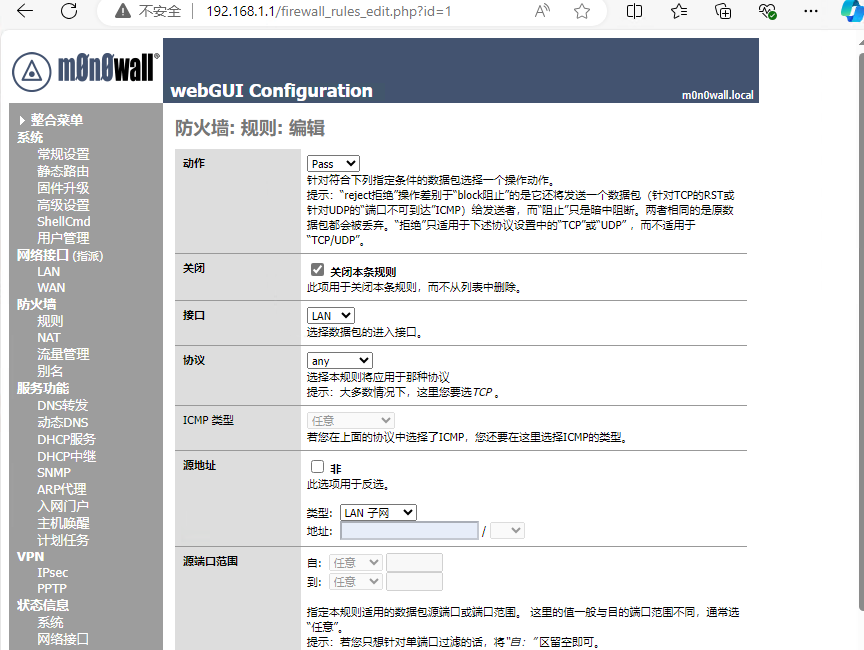 不安全 192.168.1.1/firewall_rules_edit.php?id=1
m0n0wall®
webGUI Configuration
m0n0wall.local
整合菜单
系统
常规设置
静态路由
固件升级
高级设置
ShellCmd
用户管理
网络接口 (指派)
LAN
WAN
防火墙
规则
NAT
流量管理
别名
服务功能
DNS转发
动态DNS
DHCP服务
DHCP中继
SNMP
ARP代理
入网门户
主机唤醒
计划任务
VPN
IPsec
PPTP
状态信息
系统
网络接口
防火墙: 规则: 编辑
动作
Pass
针对符合下列指定条件的数据包选择一个操作动作。
提示：“reject拒绝”操作差别于“block阻止”的是它还将发送一个数据包（针对TCP的RST或
针对UDP的“端口不可到达”ICMP）给发送者，而“阻止”只是暗中阻断。两者相同的是原数
据包都会被丢弃。“拒绝”只适用于下述协议设置中的“TCP”或“UDP” ，而不适用于
“TCP/UDP”。
关闭
关闭本条规则
此项用于关闭本条规则，而不从列表中删除。
接口
LAN
选择数据包的进入接口。
协议
any
选择本规则将应用于那种协议
提示：大多数情况下，这里您要选TCP 。
ICMP 类型
任意
若您在上面的协议中选择了ICMP，您还要在这里选择ICMP的类型。
源地址
非
此选项用于反选。
类型: LAN 子网
地址: /
源端口范围
自: 任意
到: 任意
指定本规则适用的数据包源端口或端口范围。 这里的值一般与目的端口范围不同，通常选
“任意”。
提示：若您只想针对单端口过滤的话，将"自：“区留空即可。